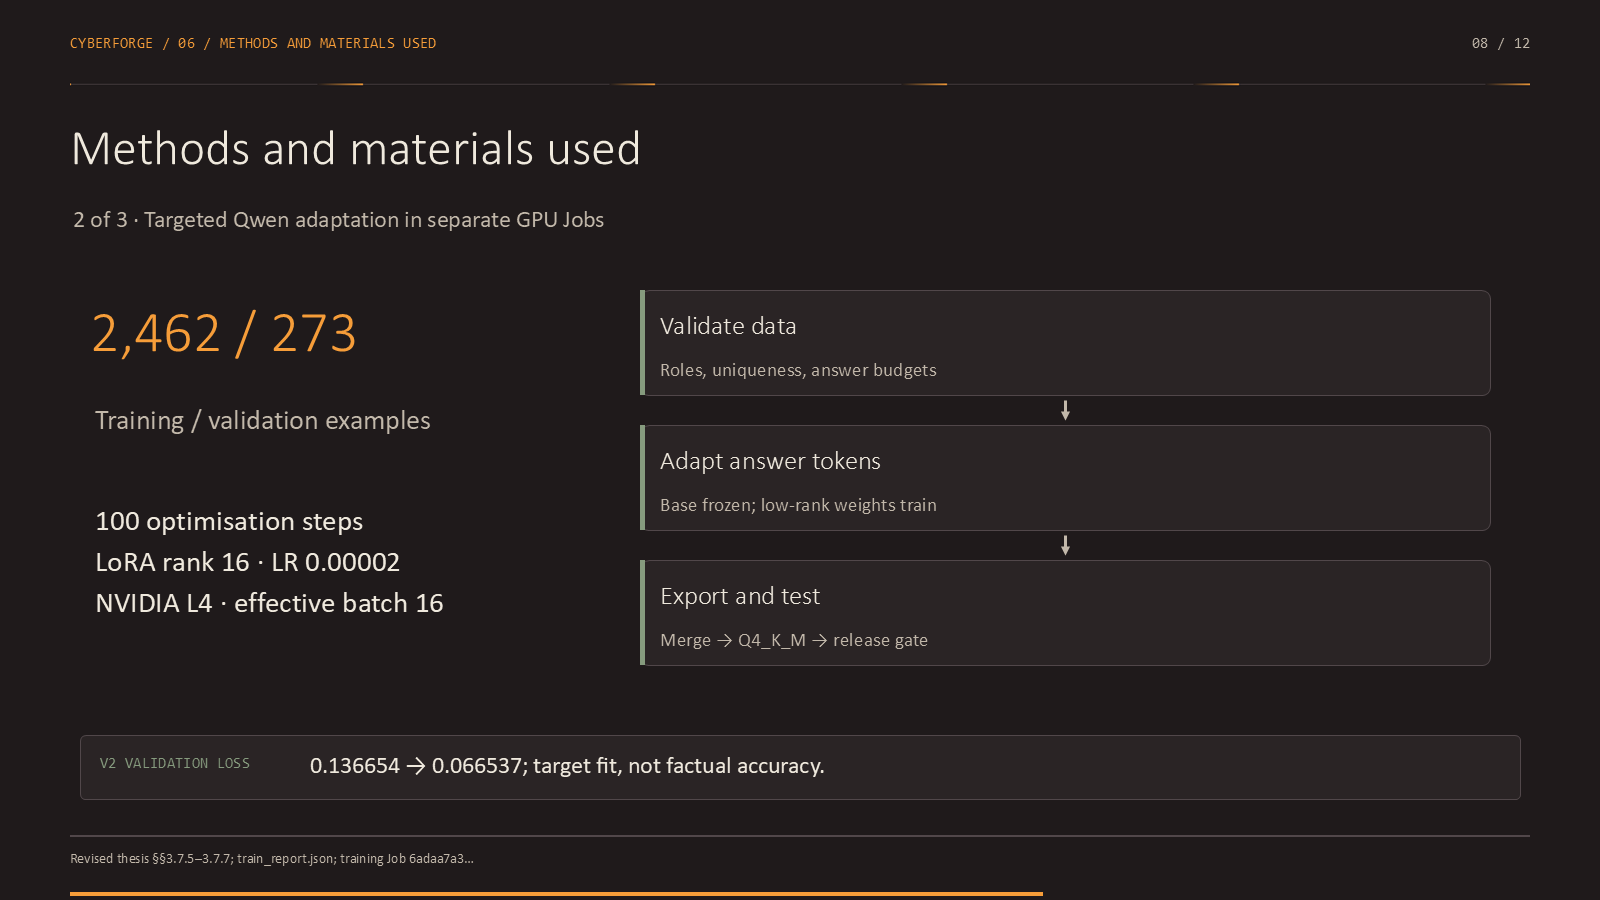 CYBERFORGE / 06 / METHODS AND MATERIALS USED
08 / 12
Methods and materials used
2 of 3 · Targeted Qwen adaptation in separate GPU Jobs
2,462 / 273
Training / validation examples
100 optimisation steps
LoRA rank 16 · LR 0.00002
NVIDIA L4 · effective batch 16
Validate data
Roles, uniqueness, answer budgets
Adapt answer tokens
Base frozen; low-rank weights train
Export and test
Merge → Q4_K_M → release gate
V2 VALIDATION LOSS
0.136654 → 0.066537; target fit, not factual accuracy.
Revised thesis §§3.7.5–3.7.7; train_report.json; training Job 6adaa7a3…